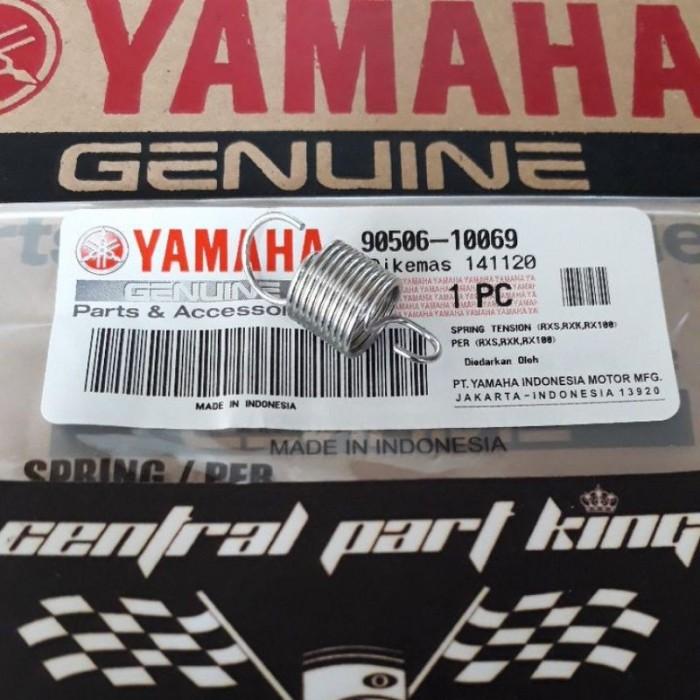 YAMAHA
GENUINE
YAMAHA
GENUINE
90506-10069
Dikemas 141120
1 PC
SPRING TENSION (RXS,RXK,RX100)
PER (RXS,RXK,RX100)
Diedarkan Oleh
PT. YAMAHA INDONESIA MOTOR MFG.
JAKARTA-INDONESIA 13920
MADE IN INDONESIA
MADE IN INDONESIA
SPRING / PER
central part king